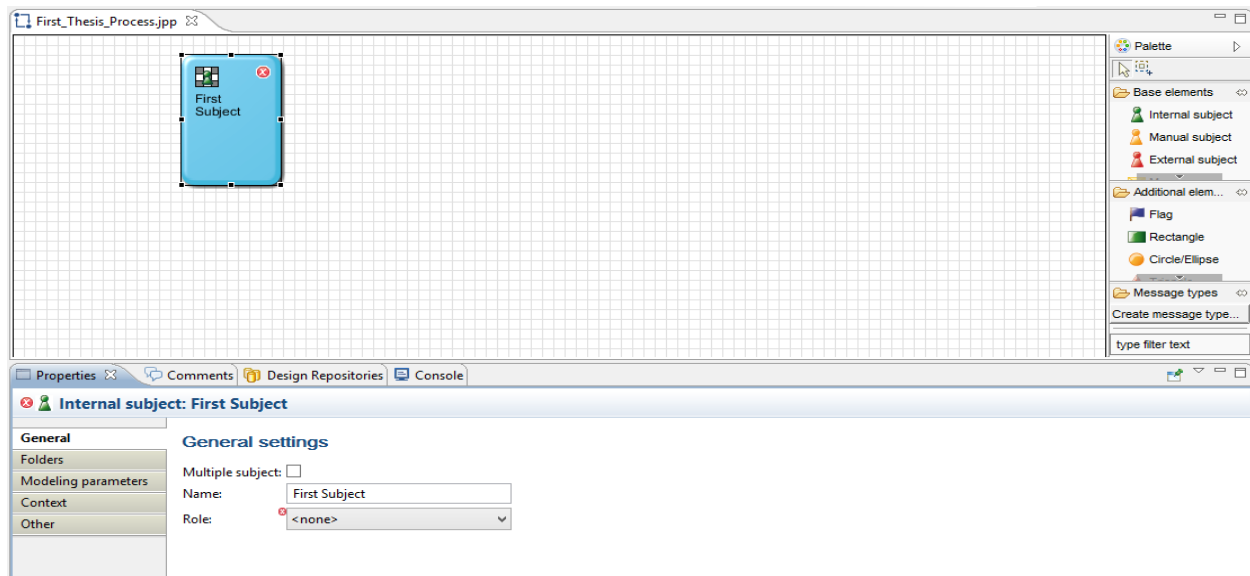 First_Thesis_Process.jpp
First
Subject
Palette
Base elements
Internal subject
Manual subject
External subject
Additional elem...
Flag
Rectangle
Circle/Ellipse
Message types
Create message type...
type filter text
Properties
Comments
Design Repositories
Console
Internal subject: First Subject
General
Folders
Modeling parameters
Context
Other
General settings
Multiple subject:
Name: First Subject
Role: <none>